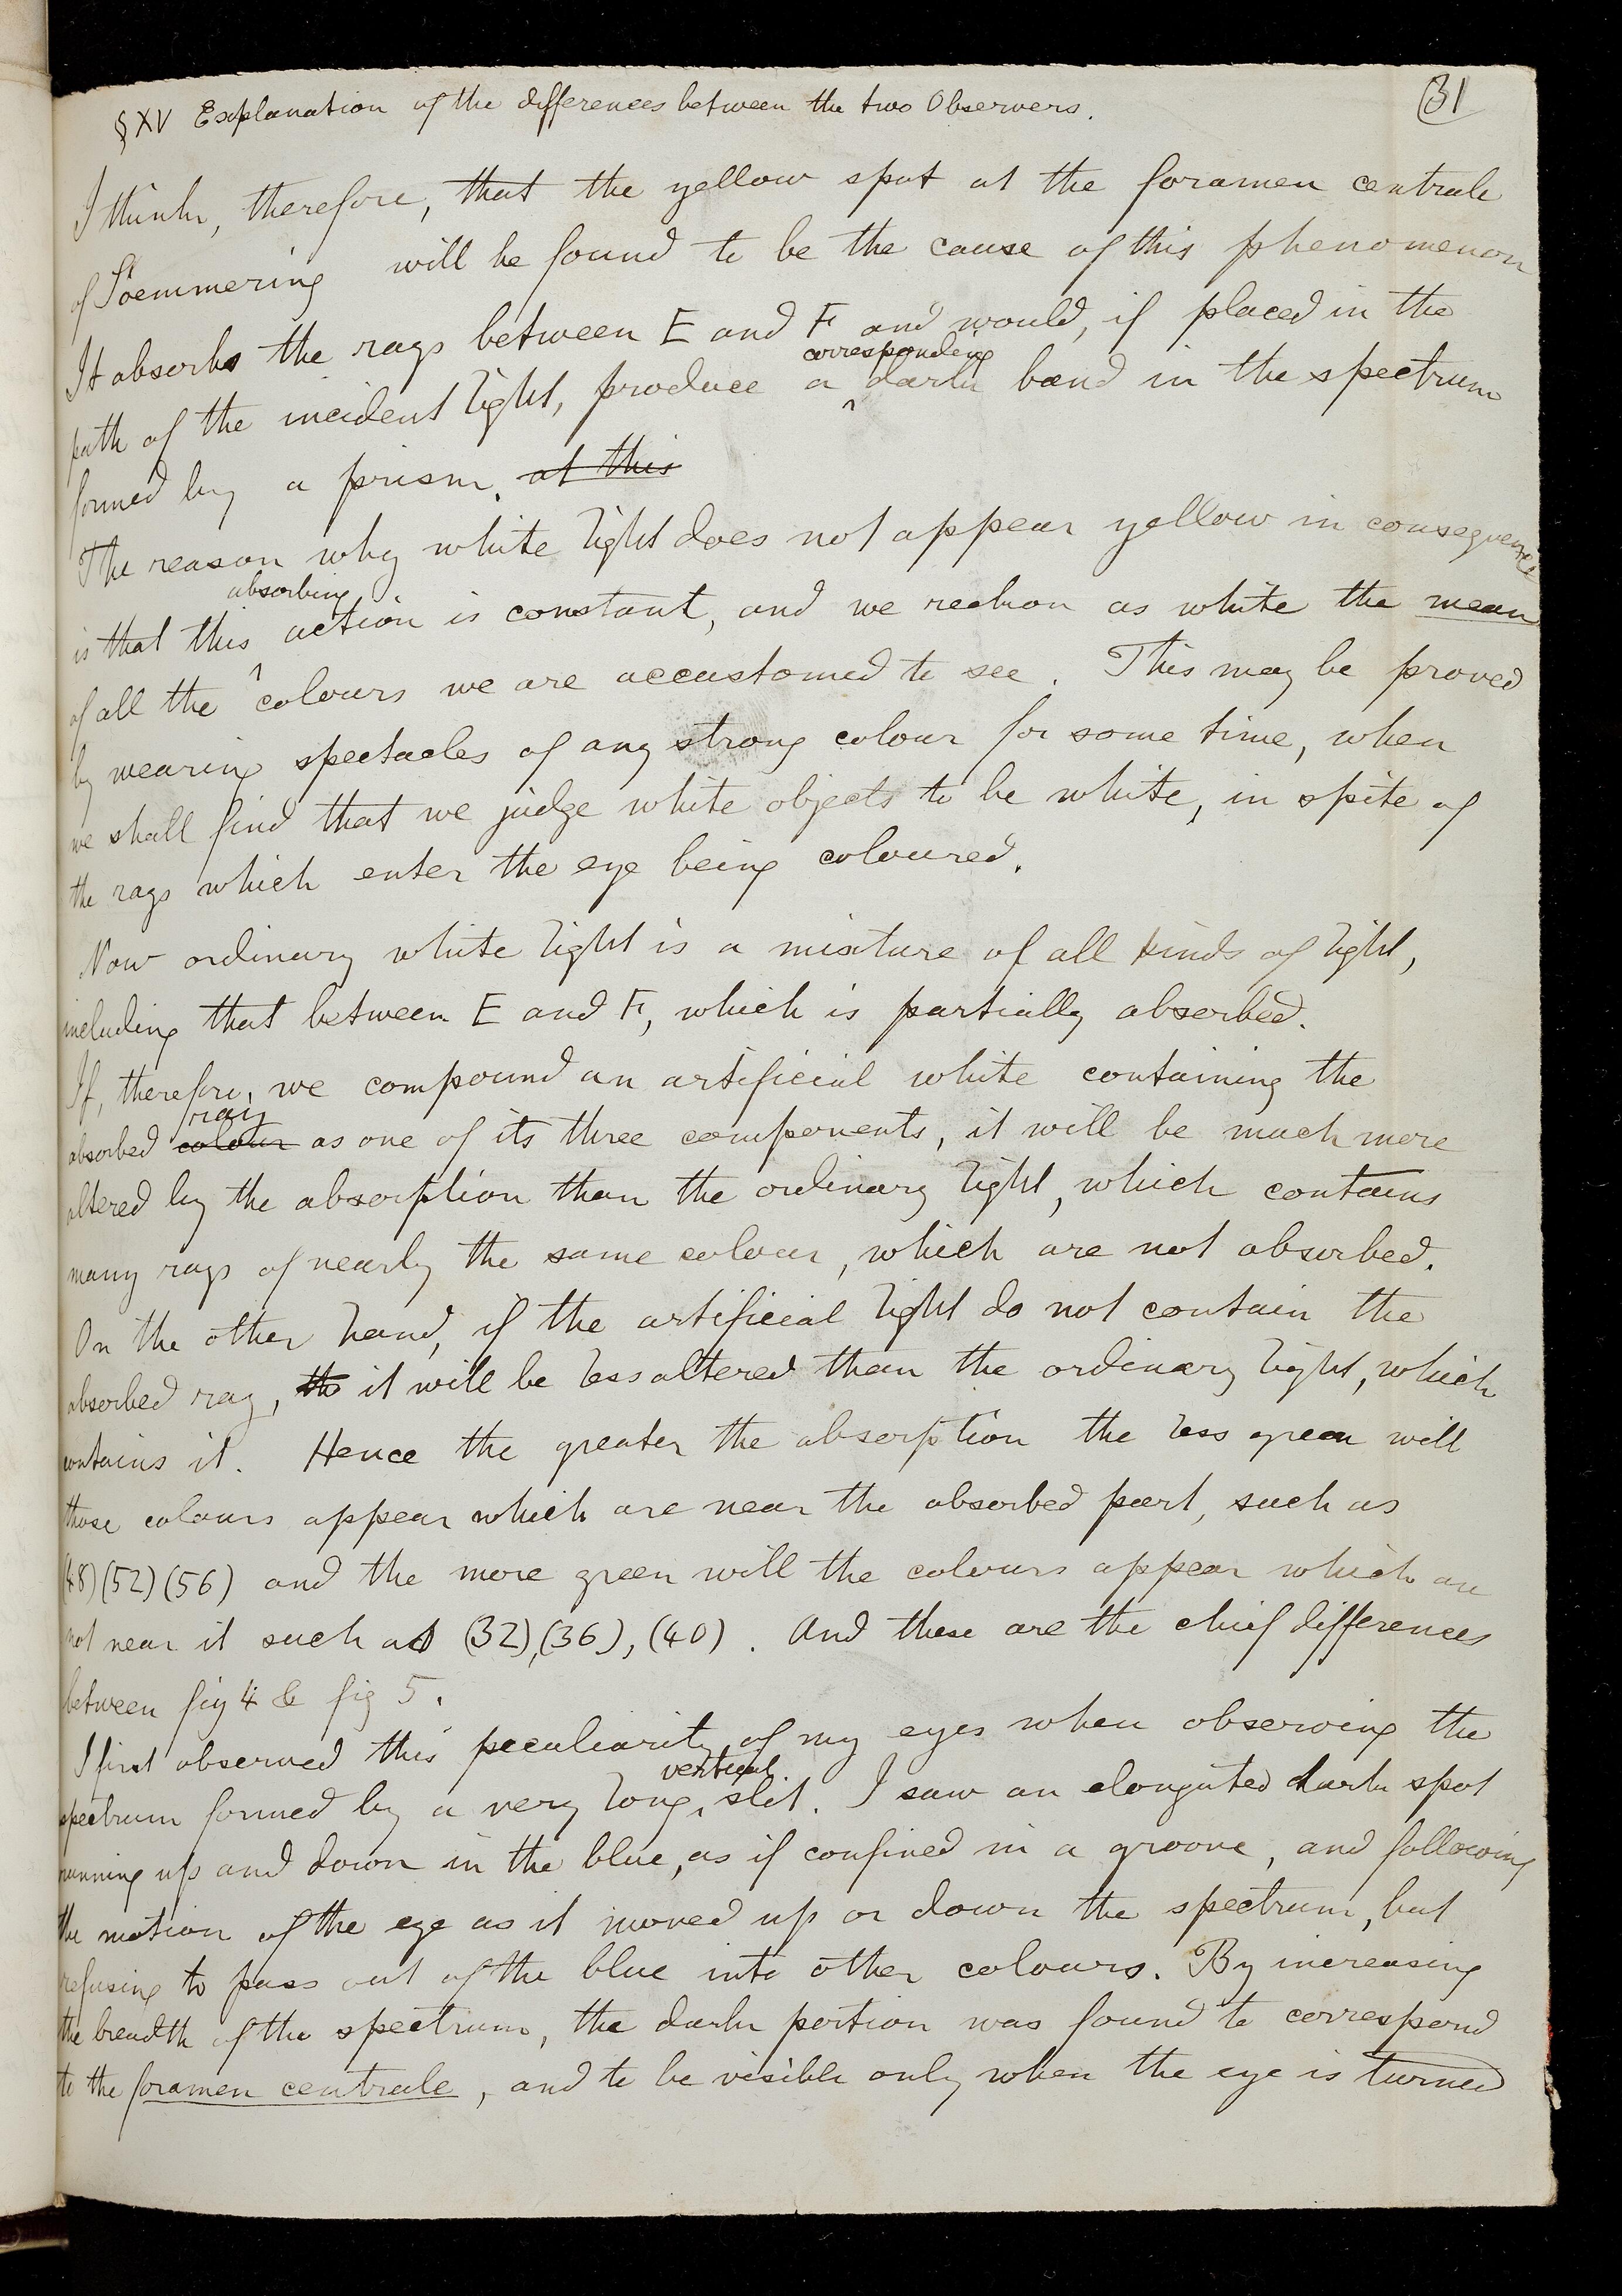 31
§XV Explanation of the differences between the two Observers.
I think, therefore, that the yellow spot at the foramen centrale
of Söemmering will be found to be the cause of this phenomenon
It absorbs the rays between E and F and would, if placed in the
path of the incident light, produce a corresponding dark band in the spectrum
formed by a prism. at this
The reason why white light does not appear yellow in consequence
is that this absorbing action is constant, and we reckon as white the mean
of all the colours we are accustomed to see. This may be proved
by wearing spectacles of any strong colour for some time, when
we shall find that we judge white objects to be white, in spite of
the rays which enter the eye being coloured.
Now ordinary white light is a mixture of all kinds of light,
including that between E and F, which is partially absorbed.
If, therefore, we compound an artificial white containing the
absorbed colour ray as one of its three components, it will be much more
altered by the absorption than the ordinary light, which contains
many rays of nearly the same colour, which are not absorbed.
On the other hand, if the artificial light do not contain the
absorbed ray, th it will be less altered than the ordinary light, which
contains it. Hence the greater the absorption the less green will
those colours appear which are near the absorbed part, such as
(48) (52) (56) and the more green will the colours appear which are
not near it such as (32), (36), (40). And these are the chief differences
between fig 4 & fig 5.
I first observed this peculiarity of my eyes when observing the
spectrum formed by a very long vertical slit. I saw an elongated dark spot
running up and down in the blue, as if confined in a groove, and following
the motion of the eye as it moved up or down the spectrum, but
refusing to pass out of the blue into other colours. By increasing
the breadth of the spectrum, the dark portion was found to correspond
to the foramen centrale, and to be visible only when the eye is turned